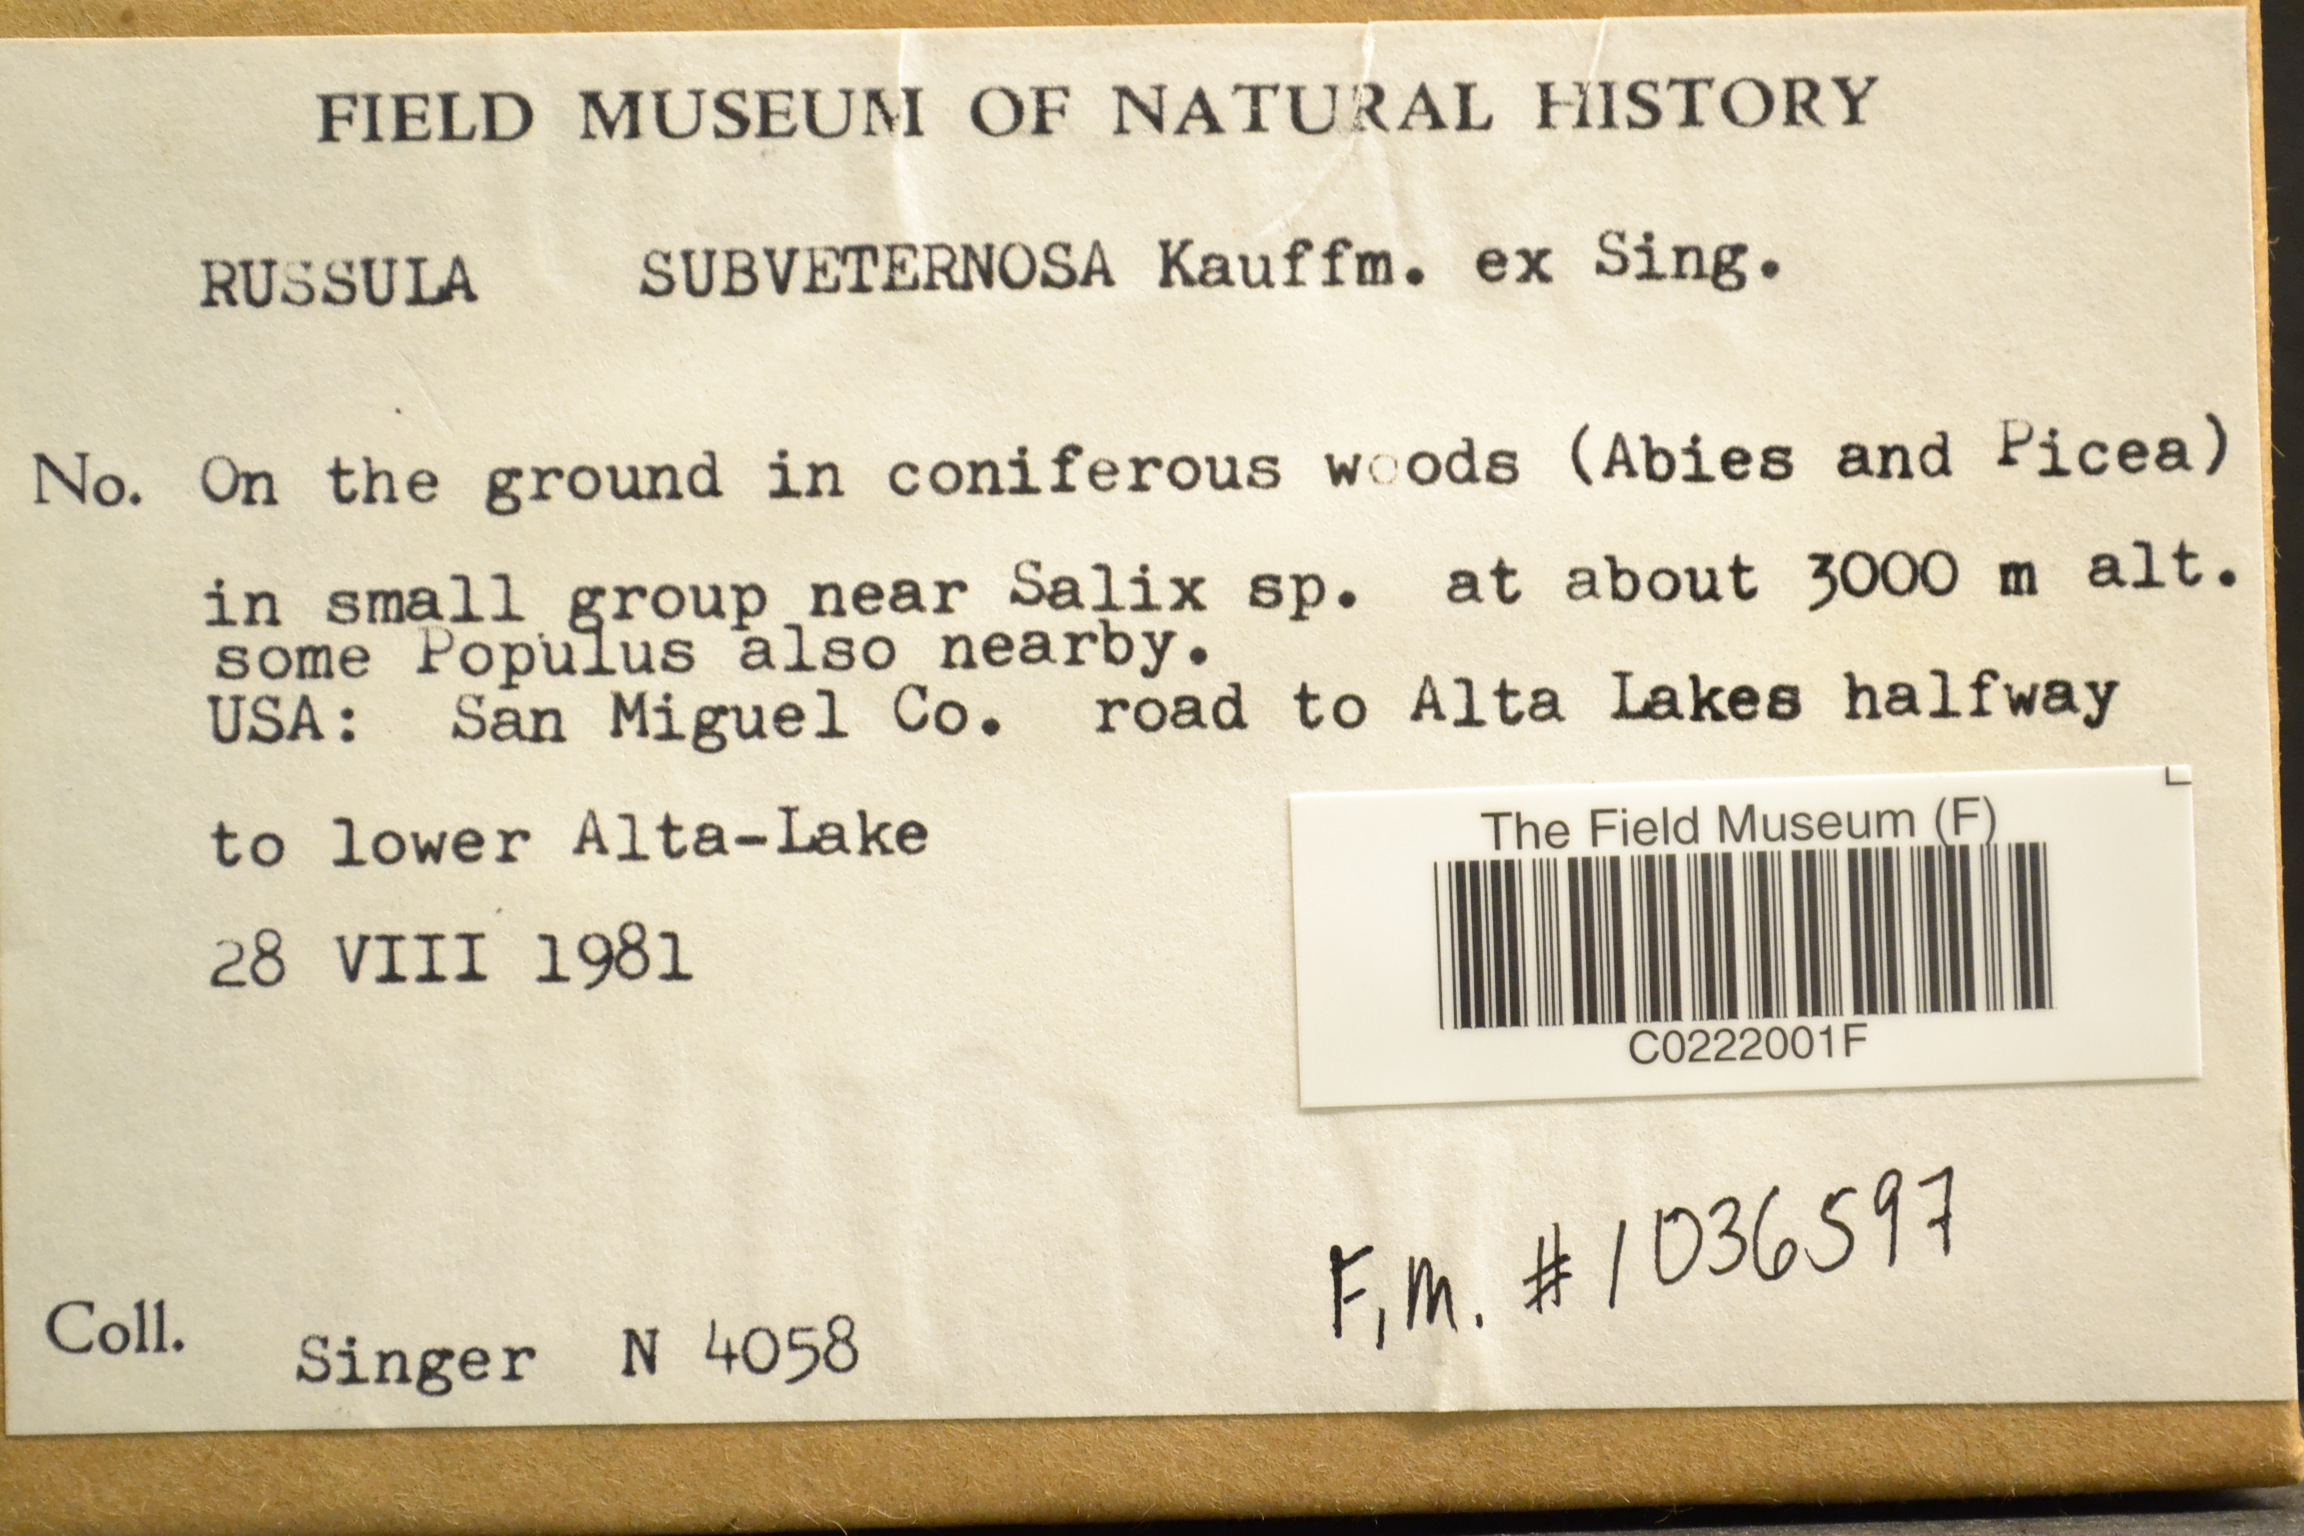 FIELD MUSEUM OF NATURAL HISTORY
RUSSULA SUBVETERNOSA Kauffm. ex Sing.
No. On the ground in coniferous woods (Abies and Picea)
in small group near Salix sp. at about 3000 m alt.
some Populus also nearby.
USA: San Miguel Co. road to Alta Lakes halfway
to lower Alta-Lake
28 VIII 1981
The Field Museum (F)
C0222001F
F.M. #1036597
Coll. Singer N 4058